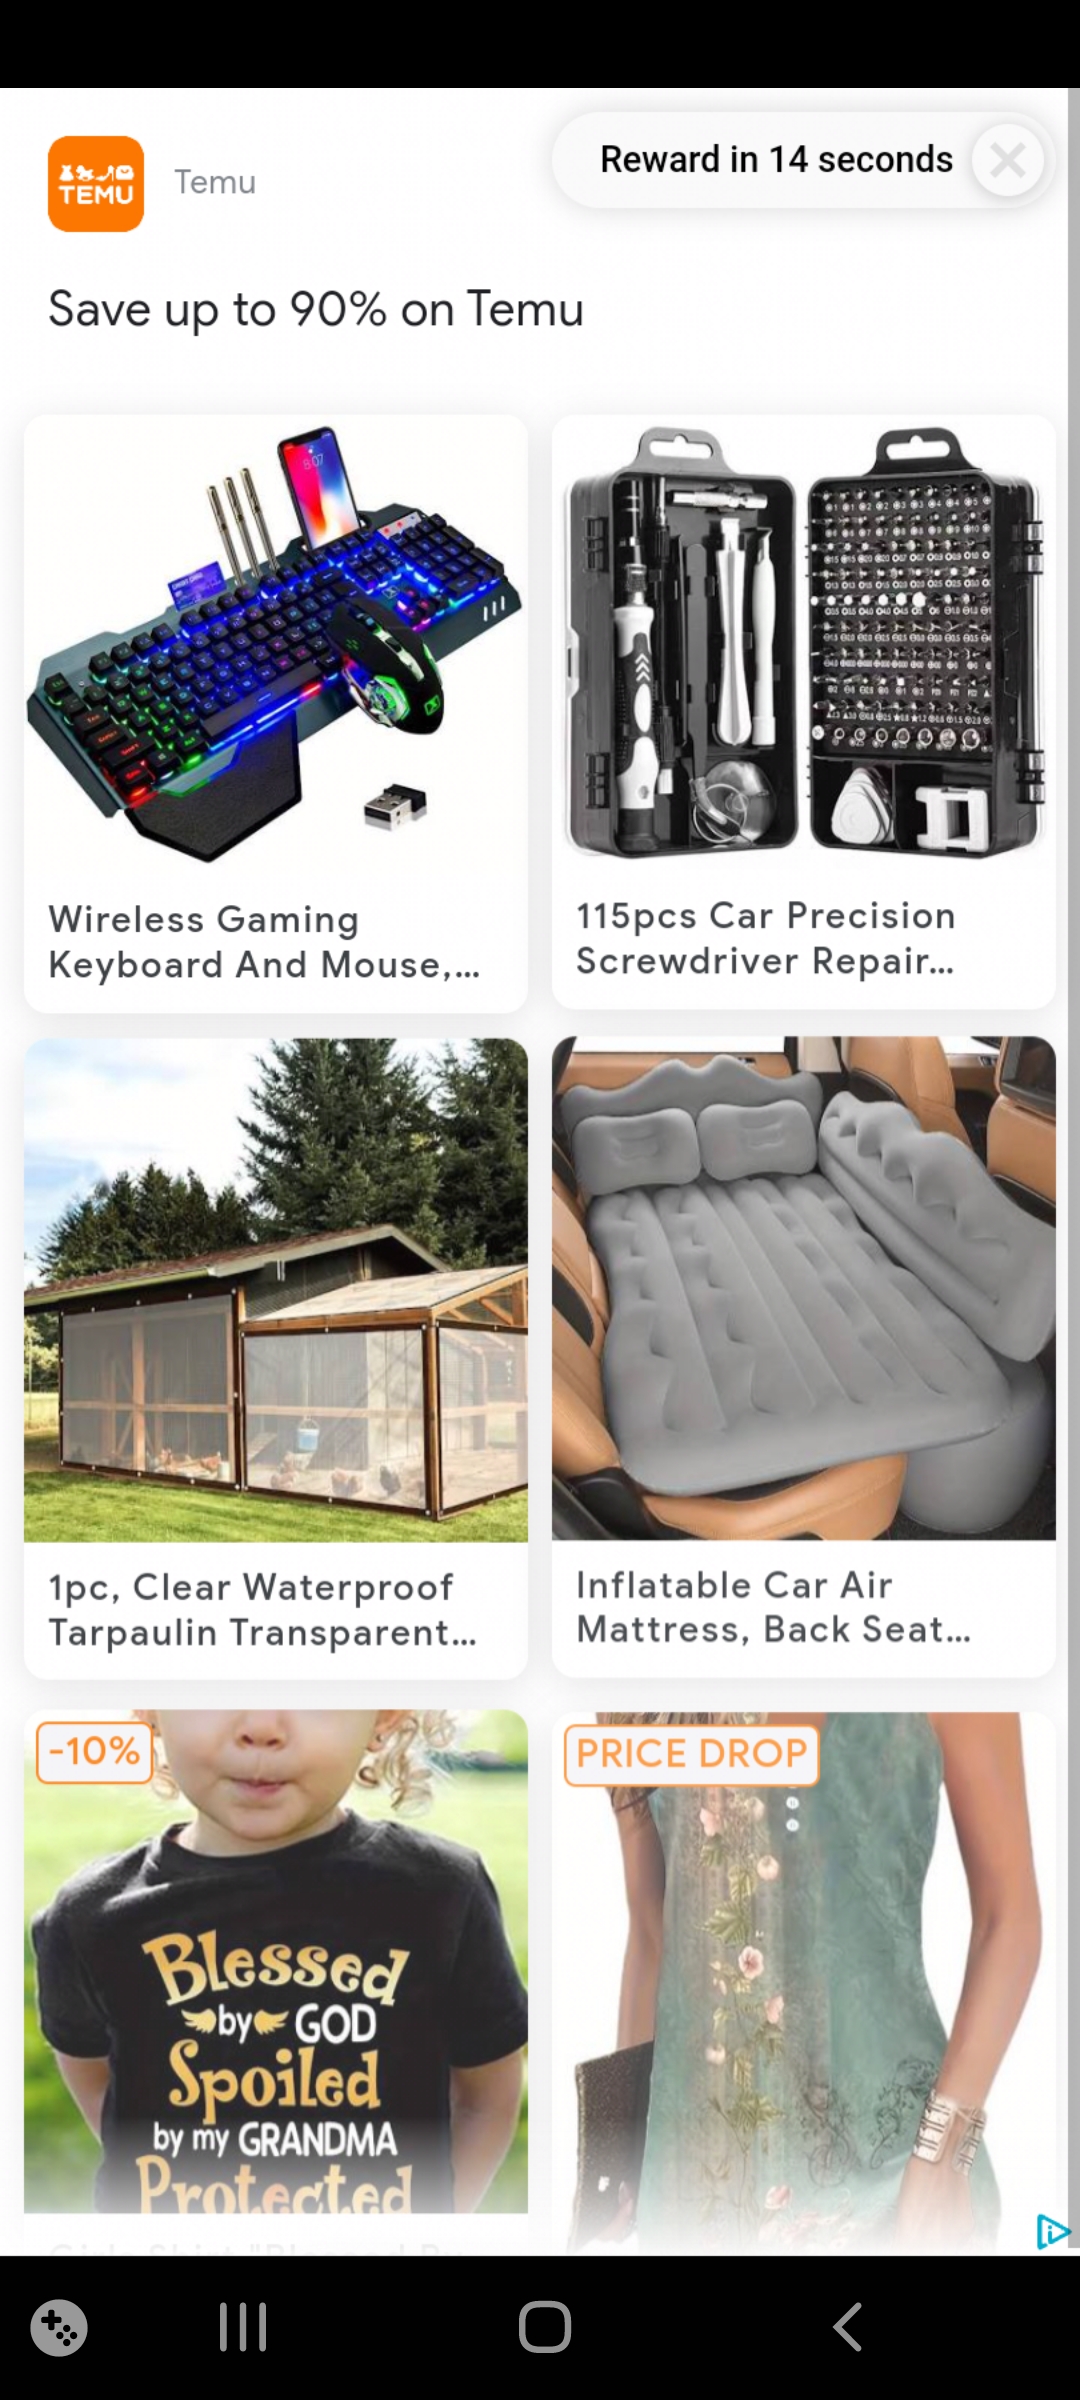 TEMU
Temu
Reward in 14 seconds
Save up to 90% on Temu
8:07
Wireless Gaming
Keyboard And Mouse,...
115pcs Car Precision
Screwdriver Repair...
1pc, Clear Waterproof
Tarpaulin Transparent...
Inflatable Car Air
Mattress, Back Seat...
-10%
PRICE DROP
Blessed
by GOD
Spoiled
by my GRANDMA
Protected